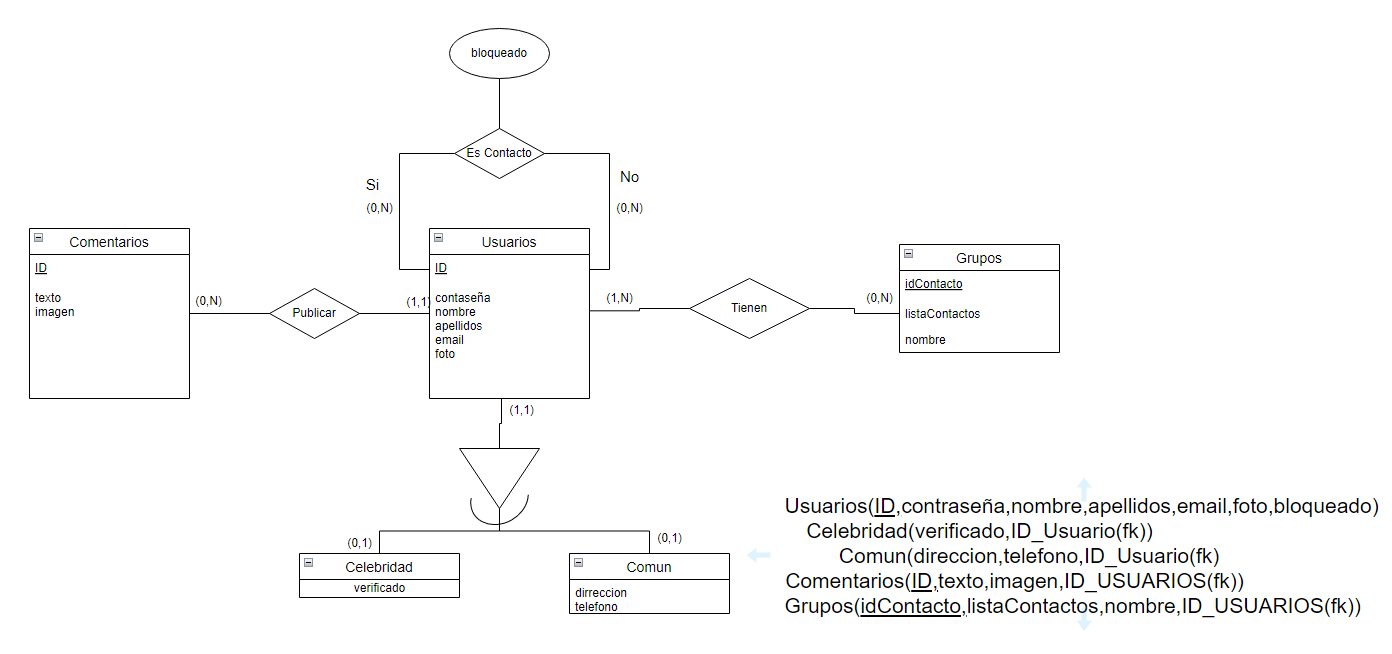 bloqueado
Es Contacto
Si
No
(0,N)
(0,N)
Comentarios
ID
texto
imagen
(0,N)
Publicar
(1,1)
Usuarios
ID
contaseña
nombre
apellidos
email
foto
(1,N)
Tienen
(0,N)
Grupos
idContacto
listaContactos
nombre
(1,1)
(0,1)
(0,1)
Celebridad
verificado
Comun
dirreccion
telefono
Usuarios(ID,contraseña,nombre,apellidos,email,foto,bloqueado)
Celebridad(verificado,ID_Usuario(fk))
Comun(direccion,telefono,ID_Usuario(fk)
Comentarios(ID,texto,imagen,ID_USUARIOS(fk))
Grupos(idContacto,listaContactos,nombre,ID_USUARIOS(fk))